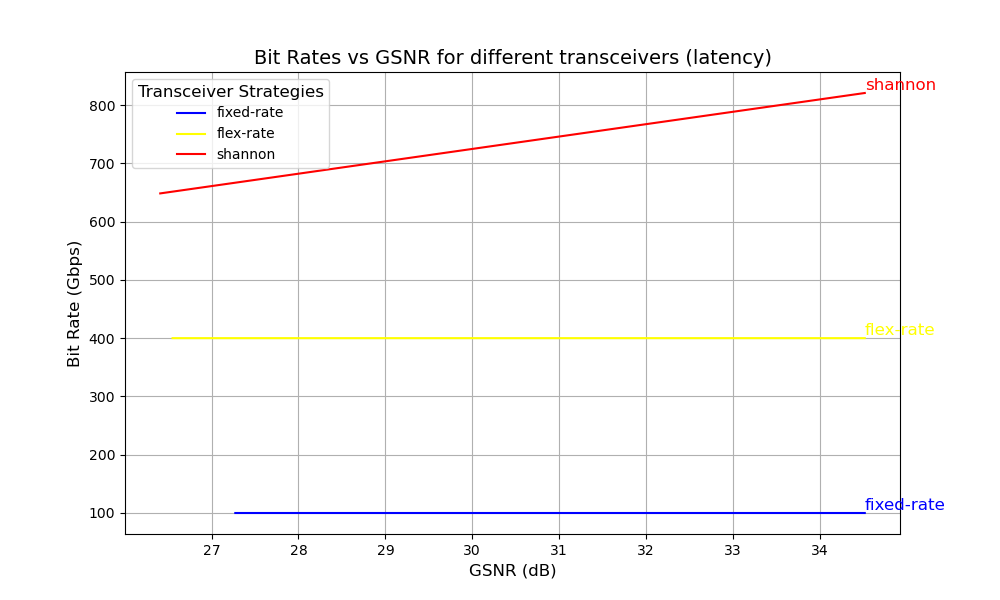 Bit Rates vs GSNR for different transceivers (latency)
Transceiver Strategies
fixed-rate
flex-rate
shannon
shannon
flex-rate
fixed-rate
800
700
600
500
400
300
200
100
Bit Rate (Gbps)
27 28 29 30 31 32 33 34
GSNR (dB)